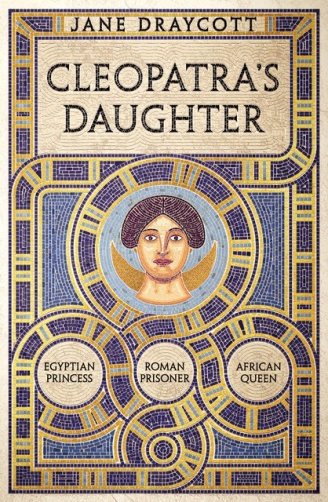 JANE DRAYCOTT
CLEOPATRA'S
DAUGHTER
EGYPTIAN
PRINCESS
ROMAN
PRISONER
AFRICAN
QUEEN